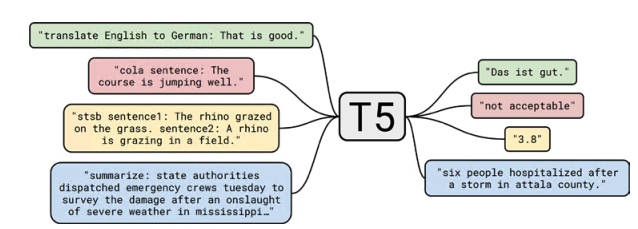 "translate English to German: That is good."
"cola sentence: The
course is jumping well."
"stsb sentence1: The rhino grazed
on the grass. sentence2: A rhino
is grazing in a field."
"summarize: state authorities
dispatched emergency crews tuesday to
survey the damage after an onslaught
of severe weather in mississippi…"
T5
"Das ist gut."
"not acceptable"
"3.8"
"six people hospitalized after
a storm in attala county."